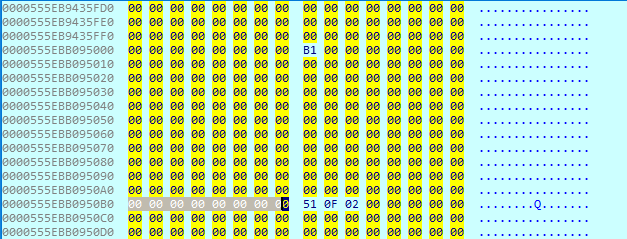 0000555EB9435FD0 00 00 00 00 00 00 00 00 00 00 00 00 00 00 00 00 ................
0000555EB9435FE0 00 00 00 00 00 00 00 00 00 00 00 00 00 00 00 00 ................
0000555EB9435FF0 00 00 00 00 00 00 00 00 00 00 00 00 00 00 00 00 ................
0000555EBB095000 00 00 00 00 00 00 00 00 B1 00 00 00 00 00 00 00 ................
0000555EBB095010 00 00 00 00 00 00 00 00 00 00 00 00 00 00 00 00 ................
0000555EBB095020 00 00 00 00 00 00 00 00 00 00 00 00 00 00 00 00 ................
0000555EBB095030 00 00 00 00 00 00 00 00 00 00 00 00 00 00 00 00 ................
0000555EBB095040 00 00 00 00 00 00 00 00 00 00 00 00 00 00 00 00 ................
0000555EBB095050 00 00 00 00 00 00 00 00 00 00 00 00 00 00 00 00 ................
0000555EBB095060 00 00 00 00 00 00 00 00 00 00 00 00 00 00 00 00 ................
0000555EBB095070 00 00 00 00 00 00 00 00 00 00 00 00 00 00 00 00 ................
0000555EBB095080 00 00 00 00 00 00 00 00 00 00 00 00 00 00 00 00 ................
0000555EBB095090 00 00 00 00 00 00 00 00 00 00 00 00 00 00 00 00 ................
0000555EBB0950A0 00 00 00 00 00 00 00 00 00 00 00 00 00 00 00 00 ................
0000555EBB0950B0 00 00 00 00 00 00 00 00 51 0F 02 00 00 00 00 00 ........Q.......
0000555EBB0950C0 00 00 00 00 00 00 00 00 00 00 00 00 00 00 00 00 ................
0000555EBB0950D0 00 00 00 00 00 00 00 00 00 00 00 00 00 00 00 00 ................